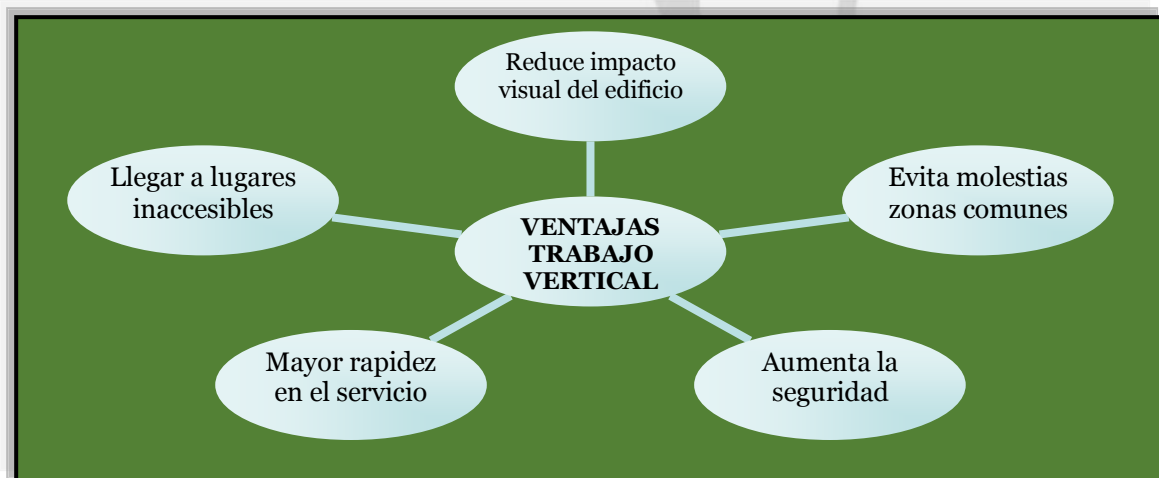 Reduce impacto
visual del edificio
Llegar a lugares
inaccesibles
Evita molestias
zonas comunes
VENTAJAS
TRABAJO
VERTICAL
Mayor rapidez
en el servicio
Aumenta la
seguridad